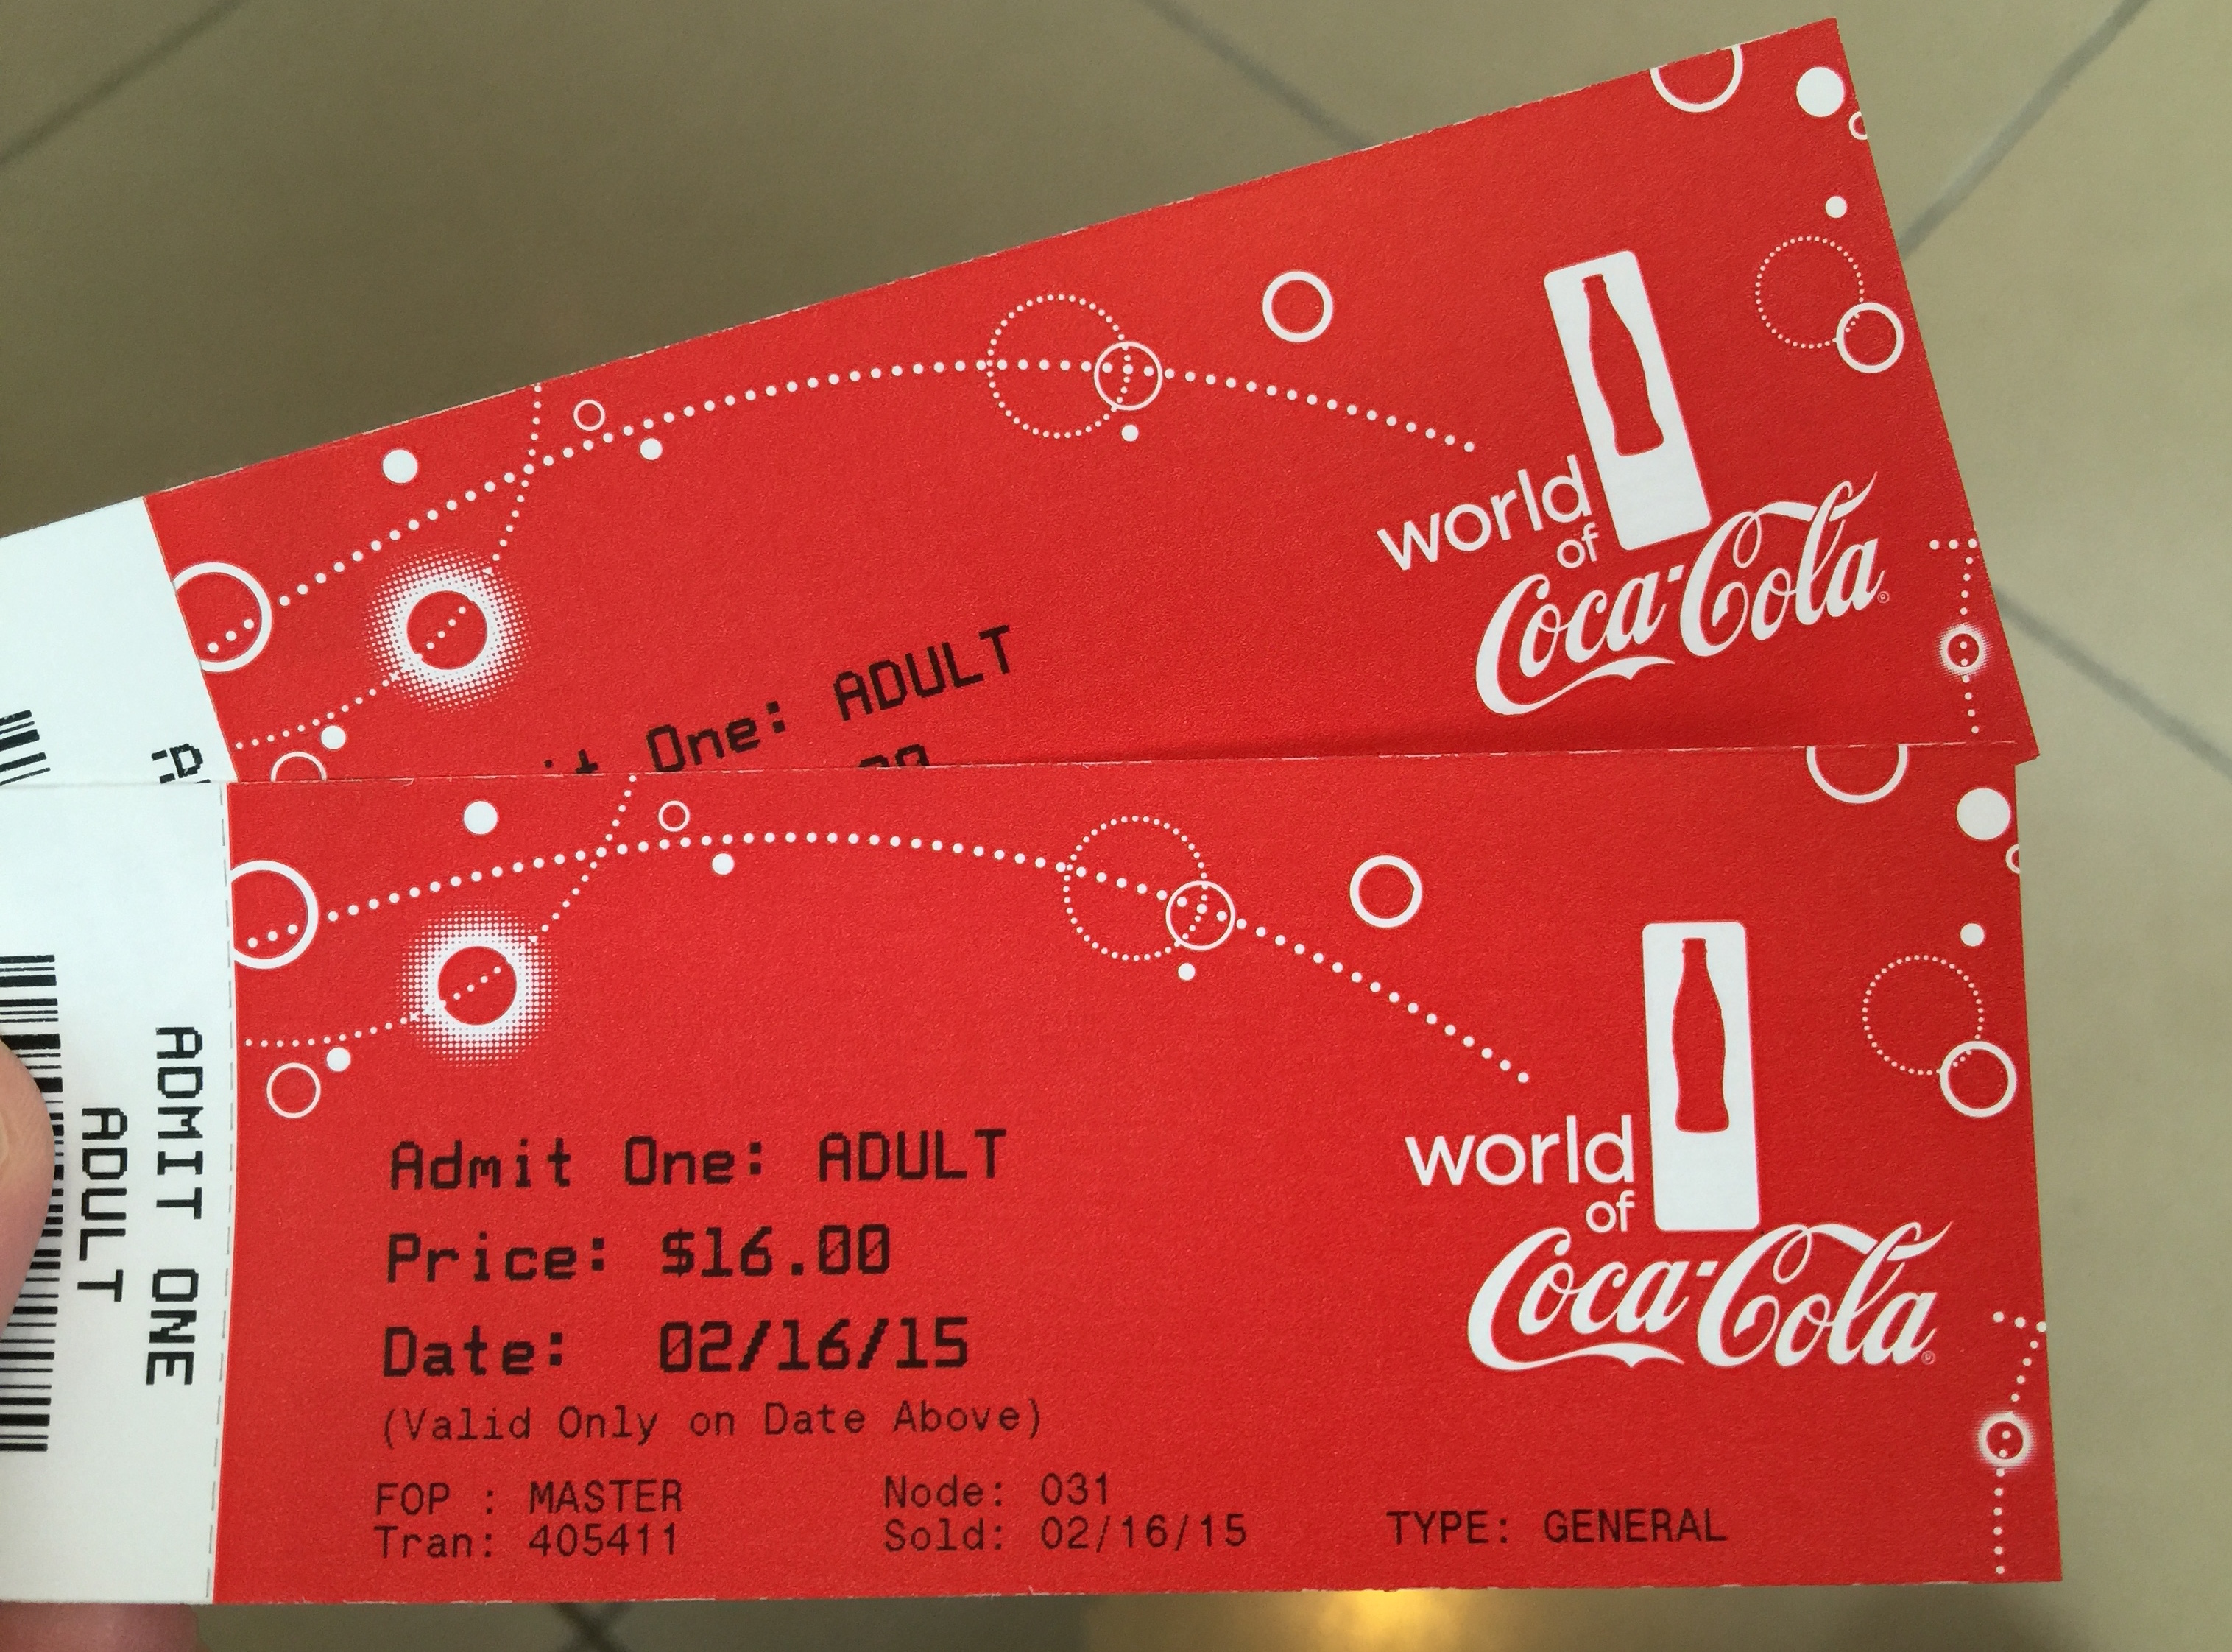 world
of
Coca-Cola
One: ADULT
ADMIT ONE
ADULT
world
of
Coca-Cola
Admit One: ADULT
Price: $16.00
Date: 02/16/15
(Valid Only on Date Above)
FOP : MASTER Node: 031
Tran: 405411 Sold: 02/16/15 TYPE: GENERAL